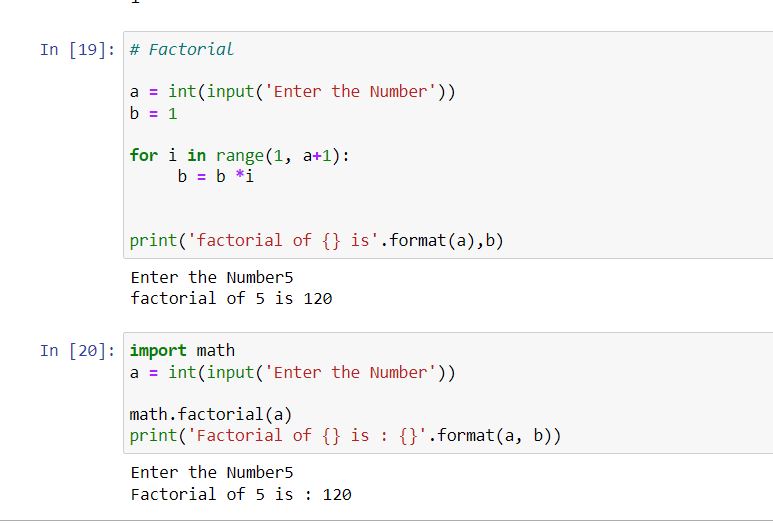 In [19]: # Factorial
a = int(input('Enter the Number'))
b = 1
for i in range(1, a+1):
b = b *i
print('factorial of {} is'.format(a),b)
Enter the Number5
factorial of 5 is 120
In [20]: import math
a = int(input('Enter the Number'))
math.factorial(a)
print('Factorial of {} is : {}'.format(a, b))
Enter the Number5
Factorial of 5 is : 120